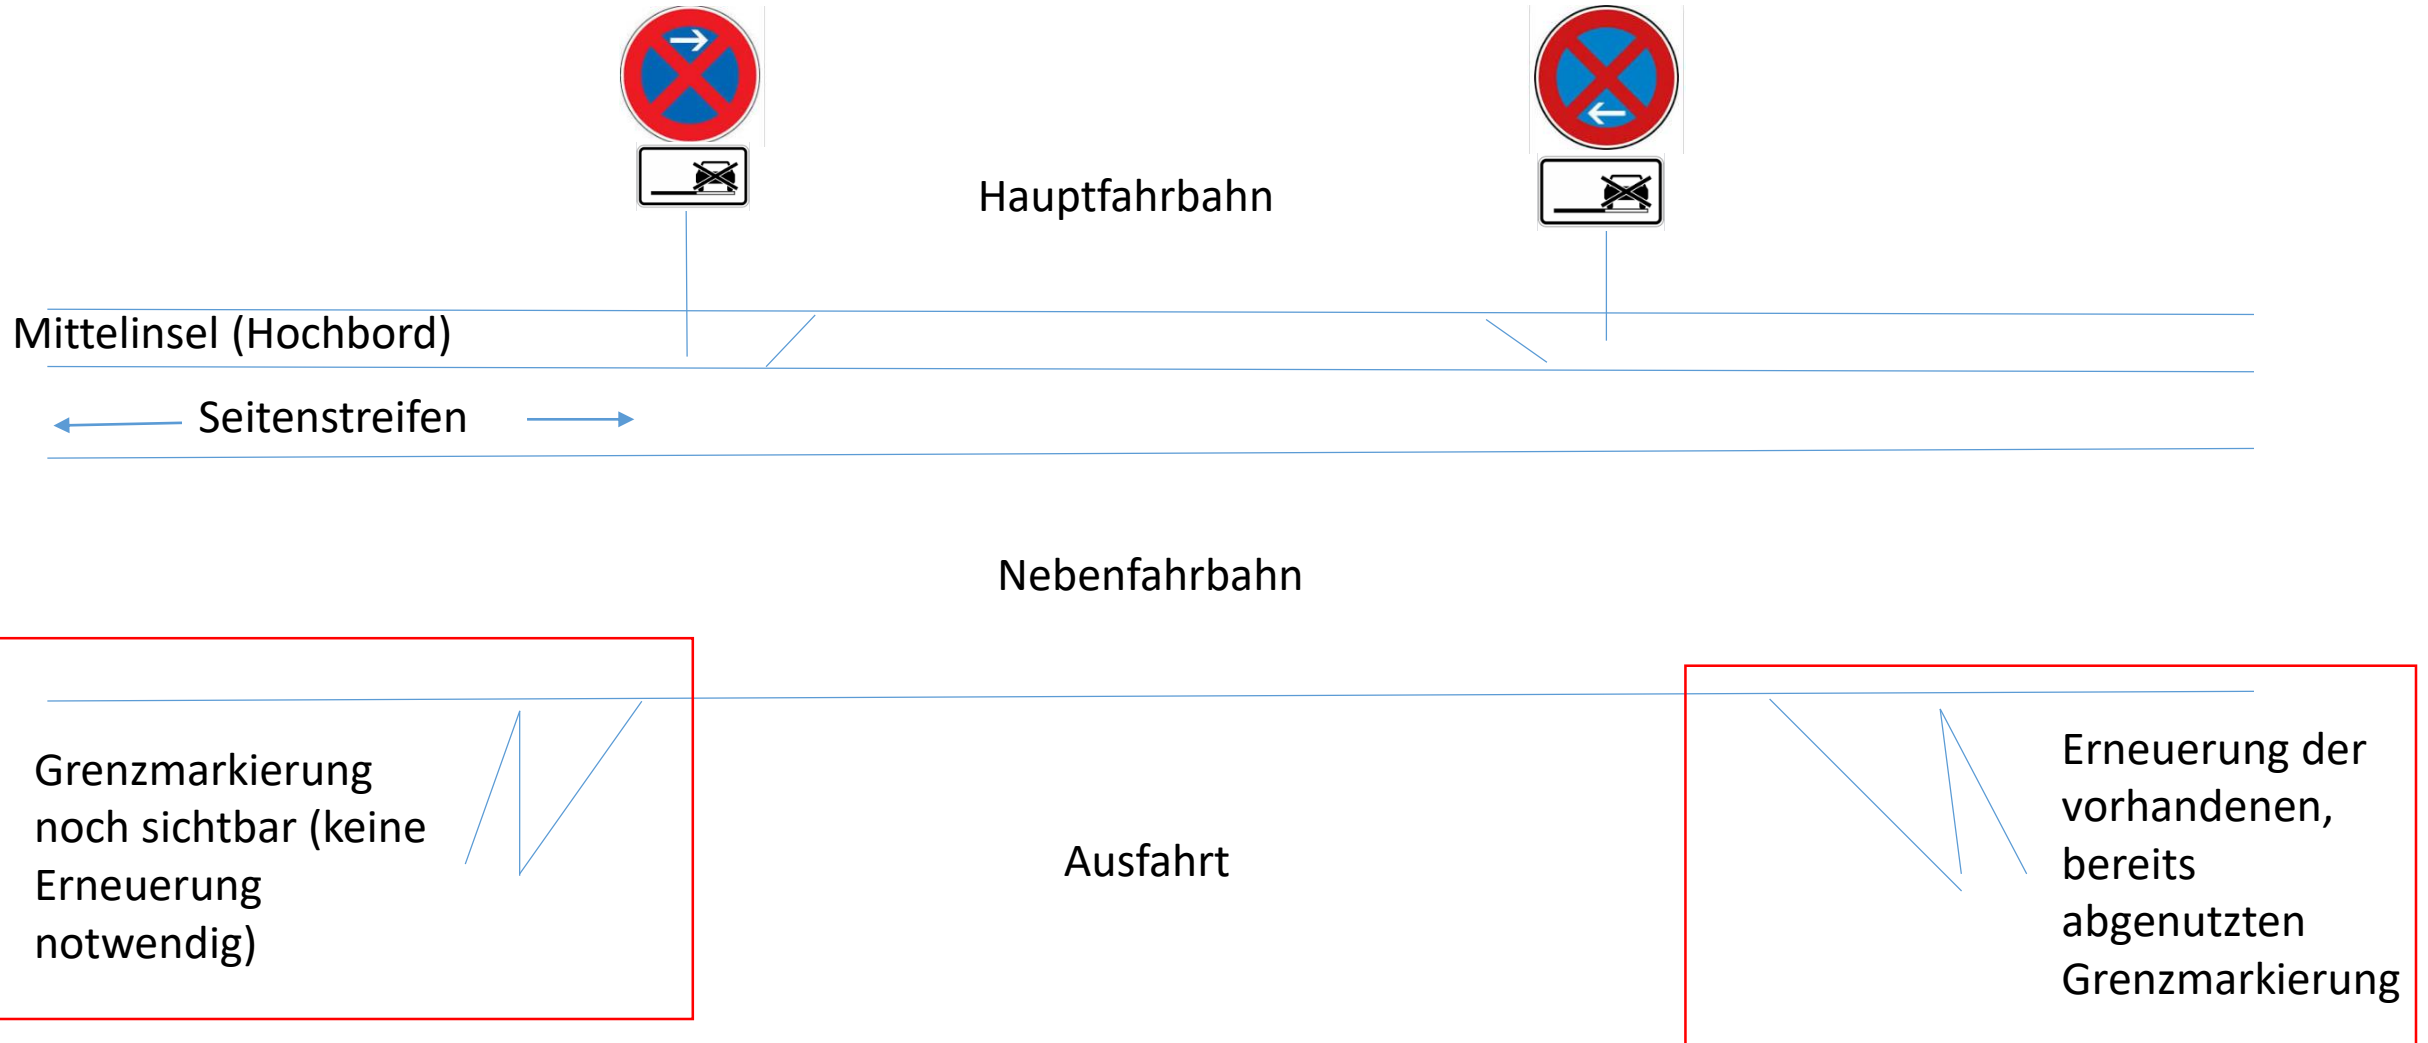 Hauptfahrbahn
Mittelinsel (Hochbord)
Seitenstreifen
Nebenfahrbahn
Grenzmarkierung
noch sichtbar (keine
Erneuerung
notwendig)
Ausfahrt
Erneuerung der
vorhandenen,
bereits
abgenutzten
Grenzmarkierung